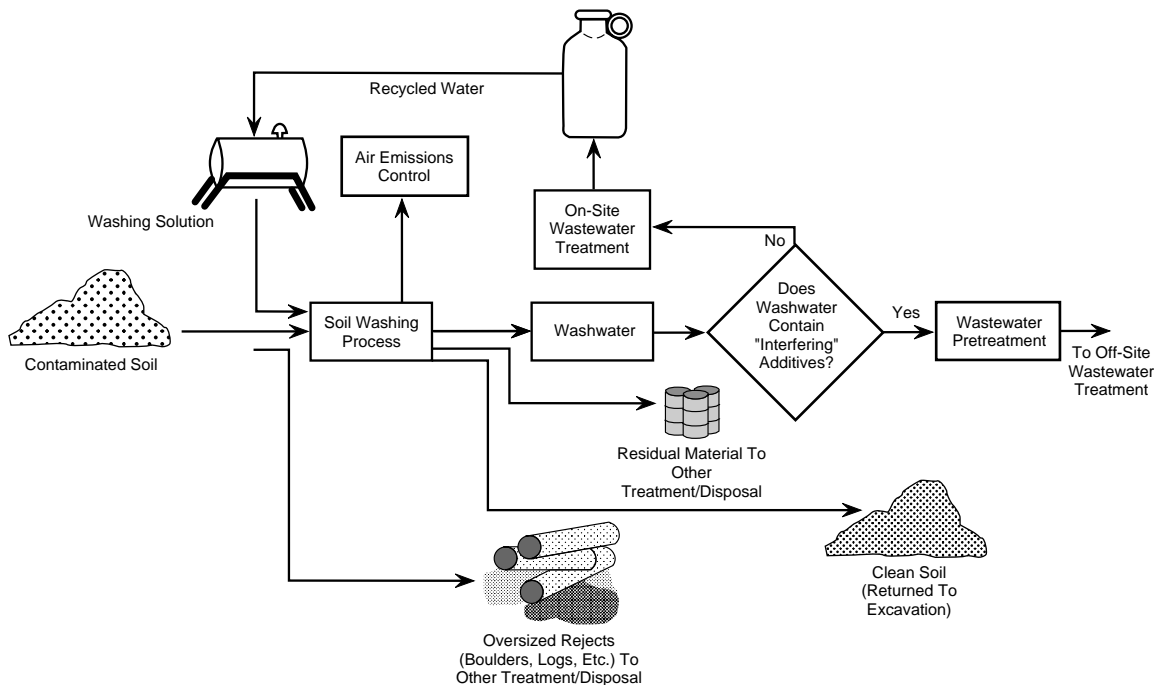 Recycled Water
Air Emissions
Control
Washing Solution
On-Site
Wastewater
Treatment
No
Contaminated Soil
Soil Washing
Process
Washwater
Does
Washwater
Contain
"Interfering"
Additives?
Yes
Wastewater
Pretreatment
To Off-Site
Wastewater
Treatment
Residual Material To
Other
Treatment/Disposal
Clean Soil
(Returned To
Excavation)
Oversized Rejects
(Boulders, Logs, Etc.) To
Other Treatment/Disposal